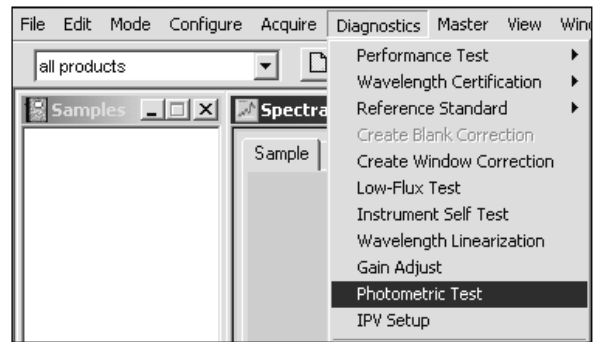 File Edit Mode Configure Acquire Diagnostics Master View
all products
Samples
Spectra
Sample
Performance Test
Wavelength Certification
Reference Standard
Create Blank Correction
Create Window Correction
Low-Flux Test
Instrument Self Test
Wavelength Linearization
Gain Adjust
Photometric Test
IPV Setup